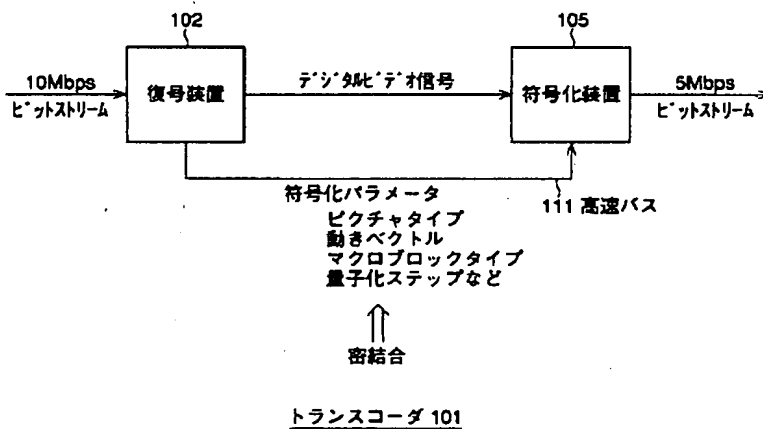 102
105
10Mbps
ビットストリーム
復号装置
デジタルビデオ信号
符号化装置
5Mbps
ビットストリーム
符号化パラメータ
ピクチャタイプ
動きベクトル
マクロブロックタイプ
量子化ステップなど
111 高速バス
密結合
トランスコーダ 101